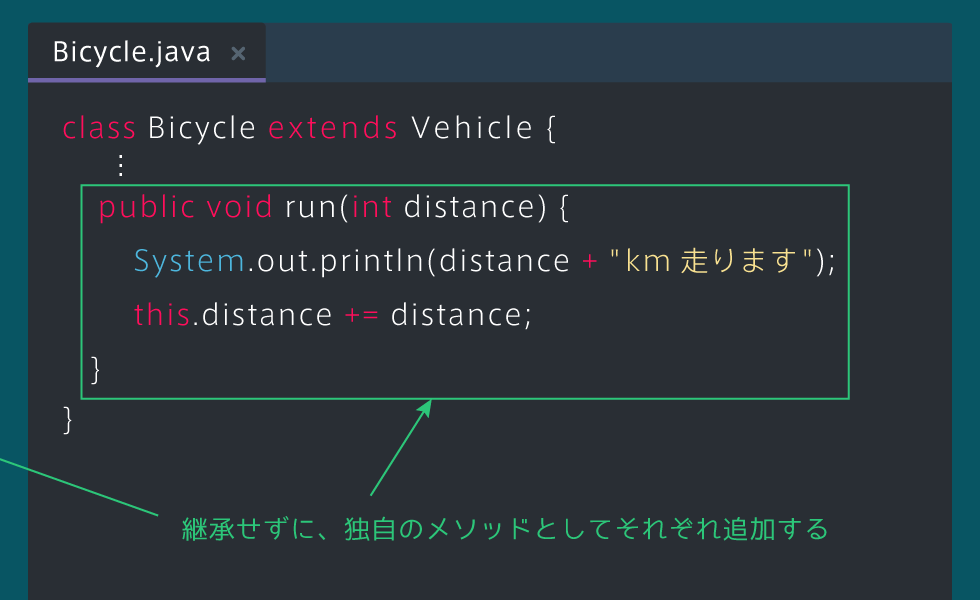 Bicycle.java ×
class Bicycle extends Vehicle {
⋮
public void run(int distance) {
System.out.println(distance + "km 走ります");
this.distance += distance;
}
}
継承せずに、独自のメソッドとしてそれぞれ追加する